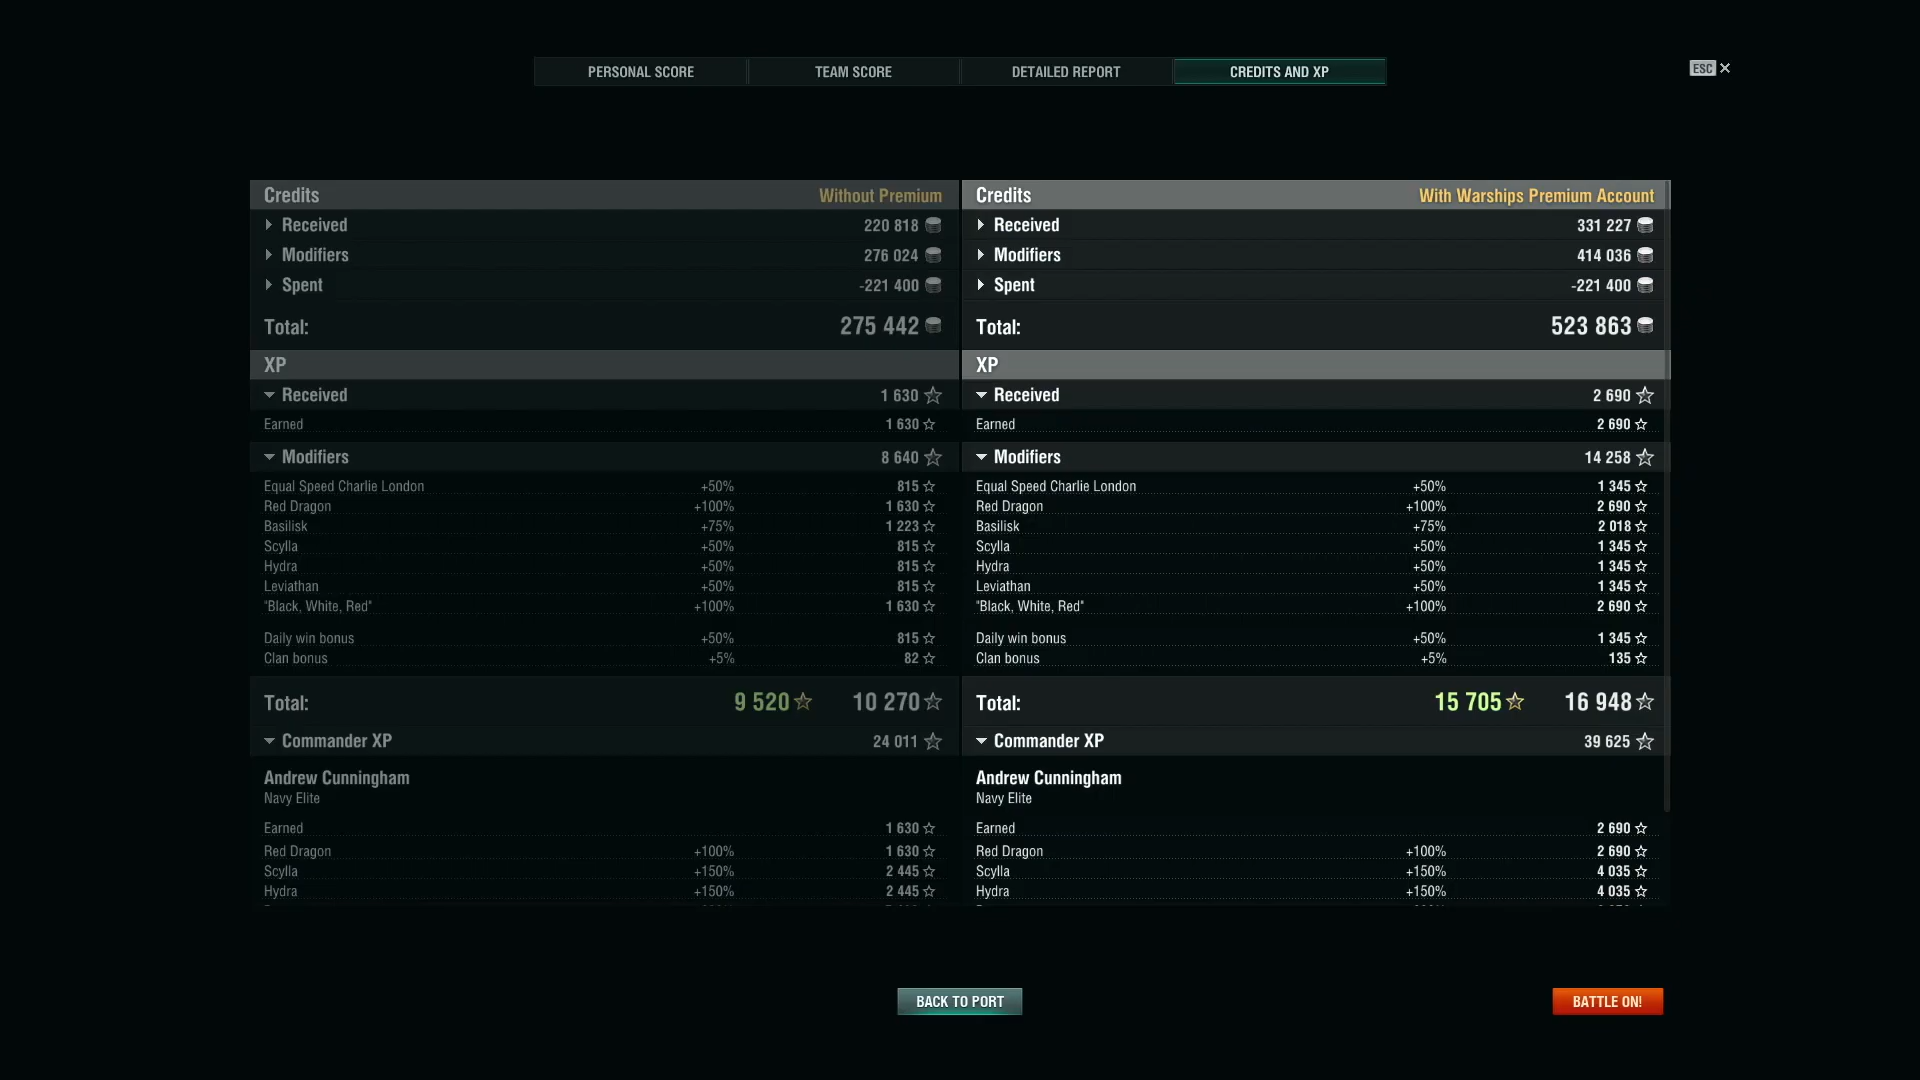 PERSONAL SCORE TEAM SCORE DETAILED REPORT CREDITS AND XP ESC
Credits Without Premium
Received 220 818
Modifiers 276 024
Spent -221 400
Total: 275 442
XP
Received 1 630
Earned 1 630
Modifiers 8 640
Equal Speed Charlie London +50% 815
Red Dragon +100% 1 630
Basilisk +75% 1 223
Scylla +50% 815
Hydra +50% 815
Leviathan +50% 815
"Black, White, Red" +100% 1 630
Daily win bonus +50% 815
Clan bonus +5% 82
Total: 9 520 10 270
Commander XP 24 011
Andrew Cunningham
Navy Elite
Earned 1 630
Red Dragon +100% 1 630
Scylla +150% 2 445
Hydra +150% 2 445
Credits With Warships Premium Account
Received 331 227
Modifiers 414 036
Spent -221 400
Total: 523 863
XP
Received 2 690
Earned 2 690
Modifiers 14 258
Equal Speed Charlie London +50% 1 345
Red Dragon +100% 2 690
Basilisk +75% 2 018
Scylla +50% 1 345
Hydra +50% 1 345
Leviathan +50% 1 345
"Black, White, Red" +100% 2 690
Daily win bonus +50% 1 345
Clan bonus +5% 135
Total: 15 705 16 948
Commander XP 39 625
Andrew Cunningham
Navy Elite
Earned 2 690
Red Dragon +100% 2 690
Scylla +150% 4 035
Hydra +150% 4 035
BACK TO PORT
BATTLE ON!